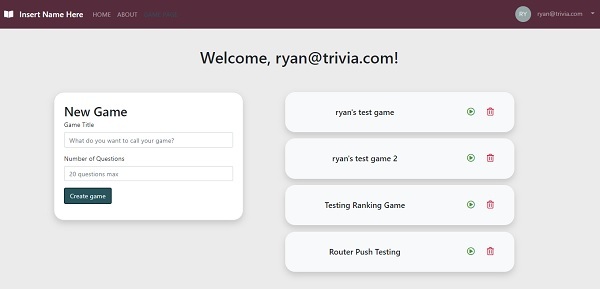 Insert Name Here HOME ABOUT
RY ryan@trivia.com
Welcome, ryan@trivia.com!
New Game
Game Title
What do you want to call your game?
Number of Questions
20 questions max
Create game
ryan's test game
ryan's test game 2
Testing Ranking Game
Router Push Testing